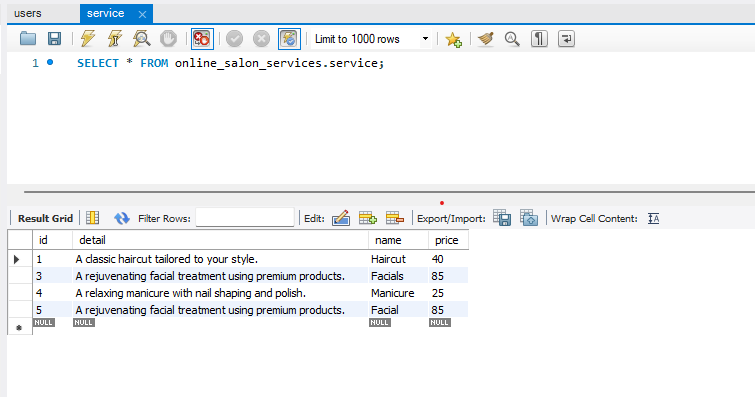 users service
Limit to 1000 rows
1 SELECT * FROM online_salon_services.service;
Result Grid Filter Rows: Edit: Export/Import: Wrap Cell Content:
id detail name price
1 A classic haircut tailored to your style. Haircut 40
3 A rejuvenating facial treatment using premium products. Facials 85
4 A relaxing manicure with nail shaping and polish. Manicure 25
5 A rejuvenating facial treatment using premium products. Facial 85
NULL NULL NULL NULL